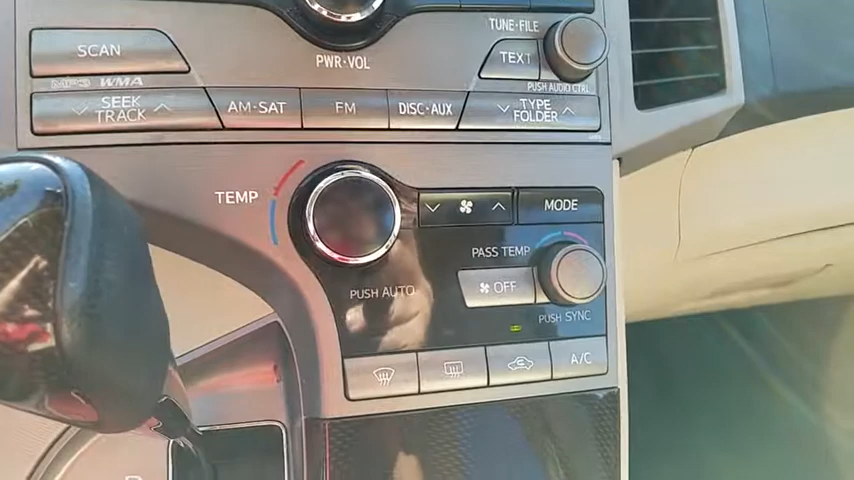 TUNE·FILE
SCAN
PWR·VOL
TEXT
MP3 WMA
PUSH AUDIO CTRL
SEEK
TRACK
AM·SAT
FM
DISC·AUX
TYPE
FOLDER
TEMP
MODE
PASS TEMP
OFF
PUSH AUTO
PUSH SYNC
A/C